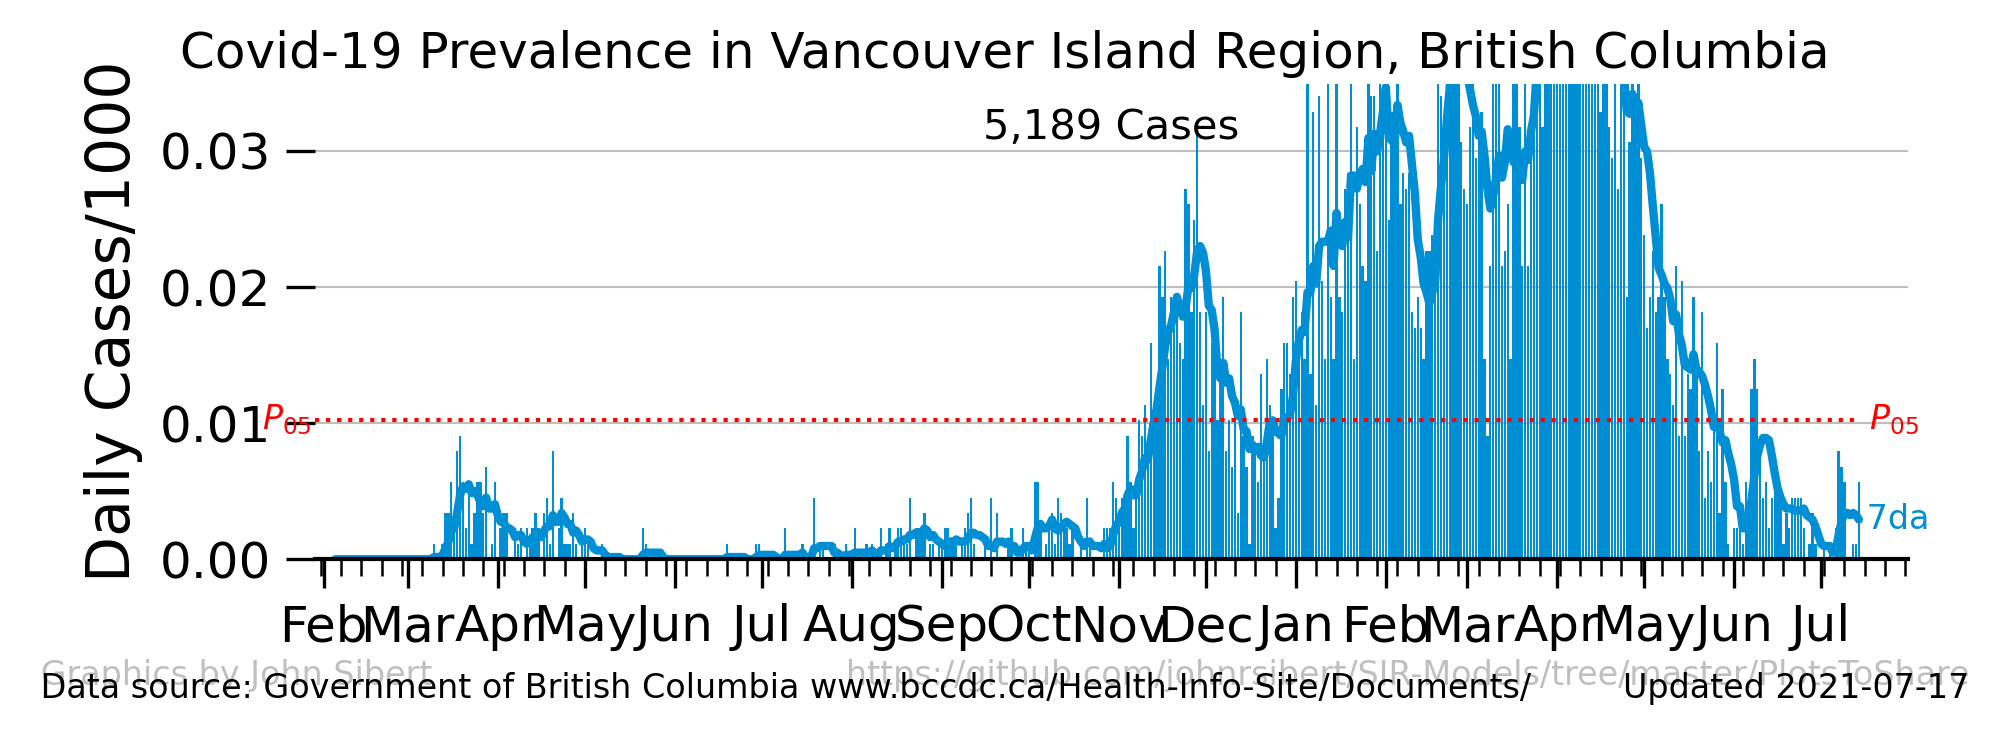 Covid-19 Prevalence in Vancouver Island Region, British Columbia
5,189 Cases
Daily Cases/1000
0.03
0.02
0.01
0.00
P05
P05
7da
Feb Mar Apr May Jun Jul Aug Sep Oct Nov Dec Jan Feb Mar Apr May Jun Jul
Graphics by John Sibert https://github.com/johnrsibert/SIR-Models/tree/master/PlotsToShare
Data source: Government of British Columbia www.bccdc.ca/Health-Info-Site/Documents/ Updated 2021-07-17